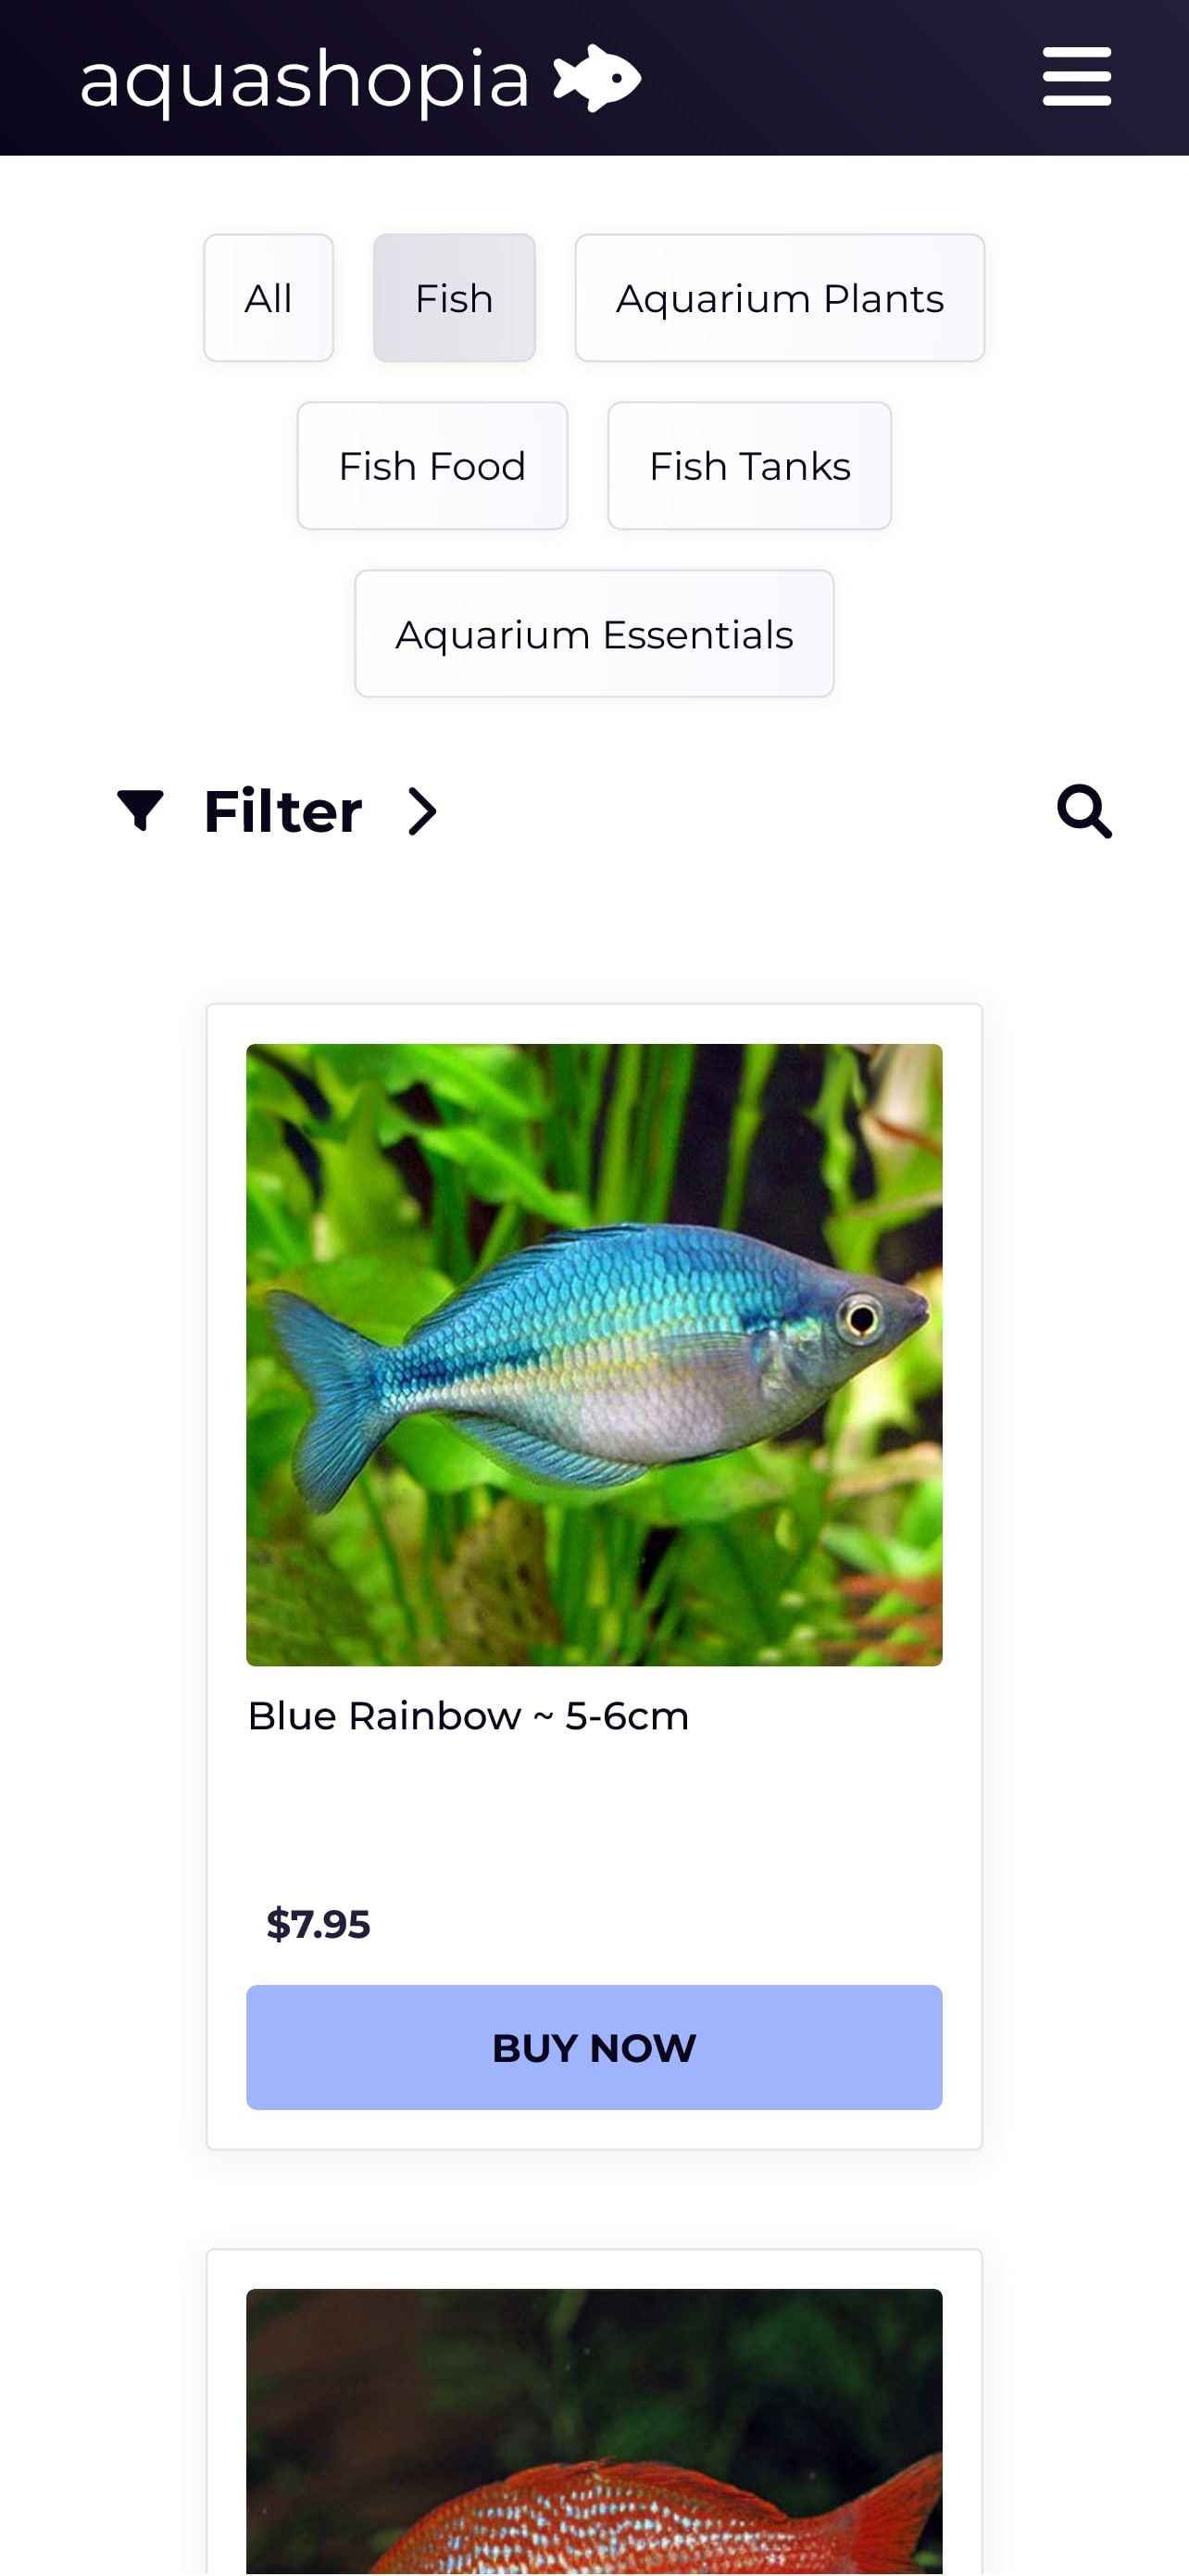 aquashopia
All Fish Aquarium Plants
Fish Food Fish Tanks
Aquarium Essentials
Filter
Blue Rainbow ~ 5-6cm
$7.95
BUY NOW